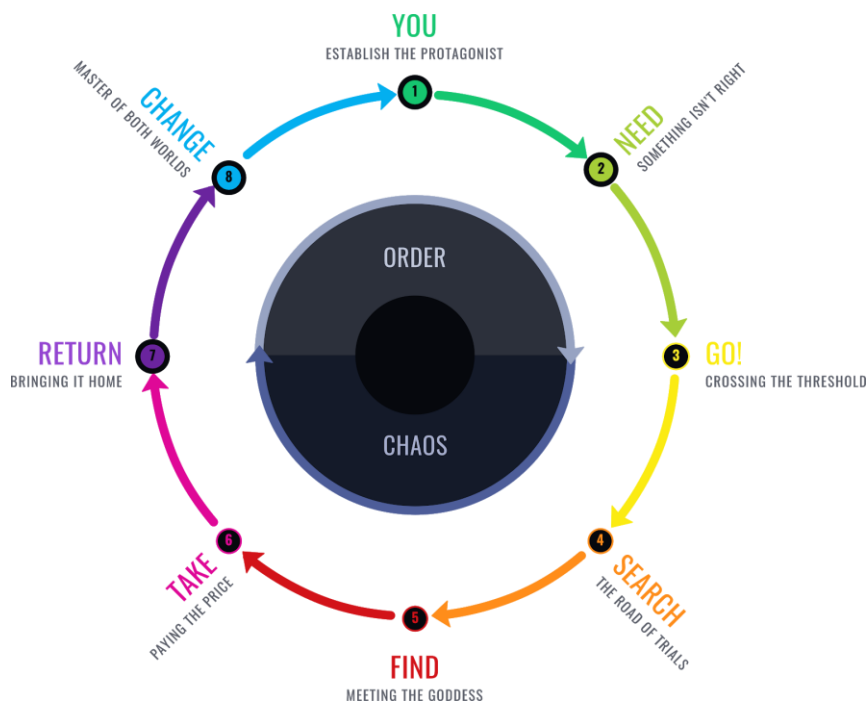 YOU
ESTABLISH THE PROTAGONIST
1
NEED
SOMETHING ISN'T RIGHT
2
GO!
CROSSING THE THRESHOLD
3
SEARCH
THE ROAD OF TRIALS
4
FIND
MEETING THE GODDESS
5
TAKE
PAYING THE PRICE
6
RETURN
BRINGING IT HOME
7
CHANGE
MASTER OF BOTH WORLDS
8
ORDER
CHAOS